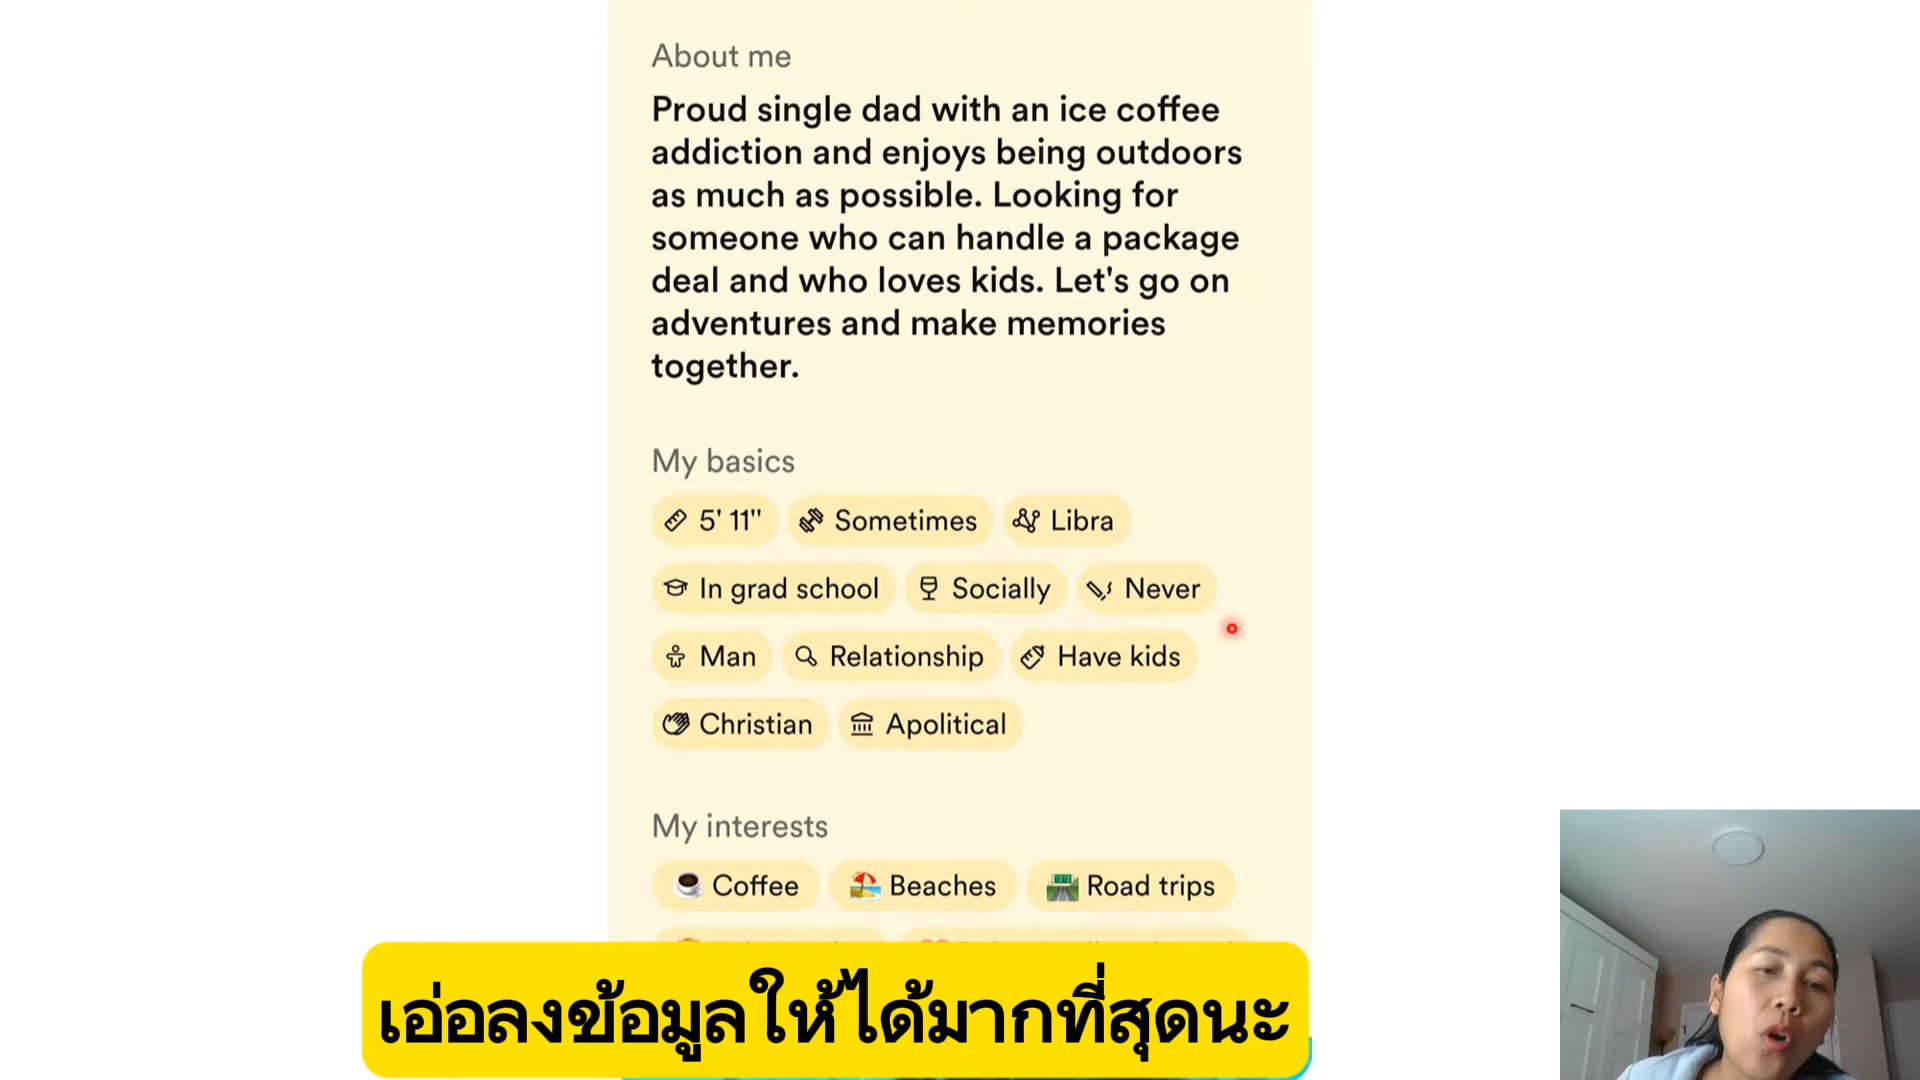 About me
Proud single dad with an ice coffee
addiction and enjoys being outdoors
as much as possible. Looking for
someone who can handle a package
deal and who loves kids. Let's go on
adventures and make memories
together.
My basics
5' 11" Sometimes Libra
In grad school Socially Never
Man Relationship Have kids
Christian Apolitical
My interests
Coffee Beaches Road trips
เอ่อลงข้อมูลให้ได้มากที่สุดนะ